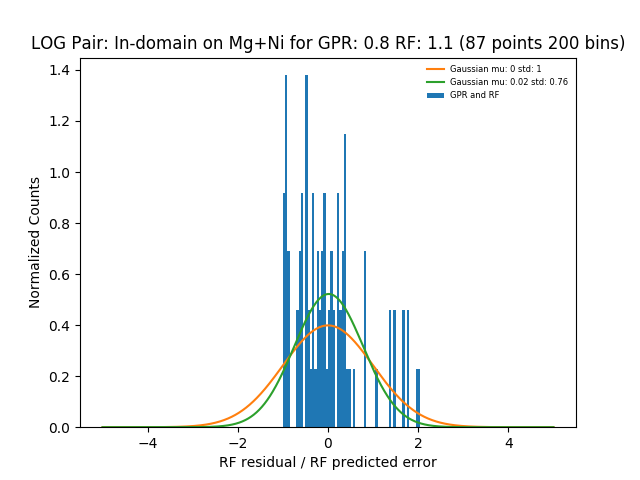 LOG Pair: In-domain on Mg+Ni for GPR: 0.8 RF: 1.1 (87 points 200 bins)
Gaussian mu: 0 std: 1
Gaussian mu: 0.02 std: 0.76
GPR and RF
Normalized Counts
1.4
1.2
1.0
0.8
0.6
0.4
0.2
0.0
−4 −2 0 2 4
RF residual / RF predicted error